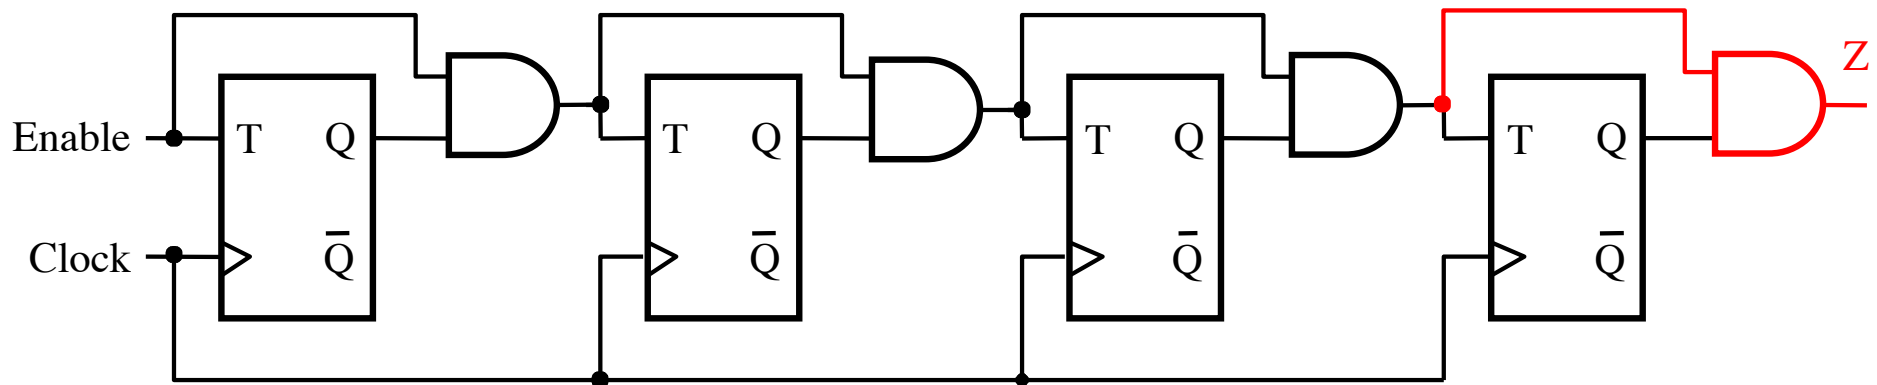 Z
Enable T Q T Q T Q T Q
Clock Q̅ Q̅ Q̅ Q̅